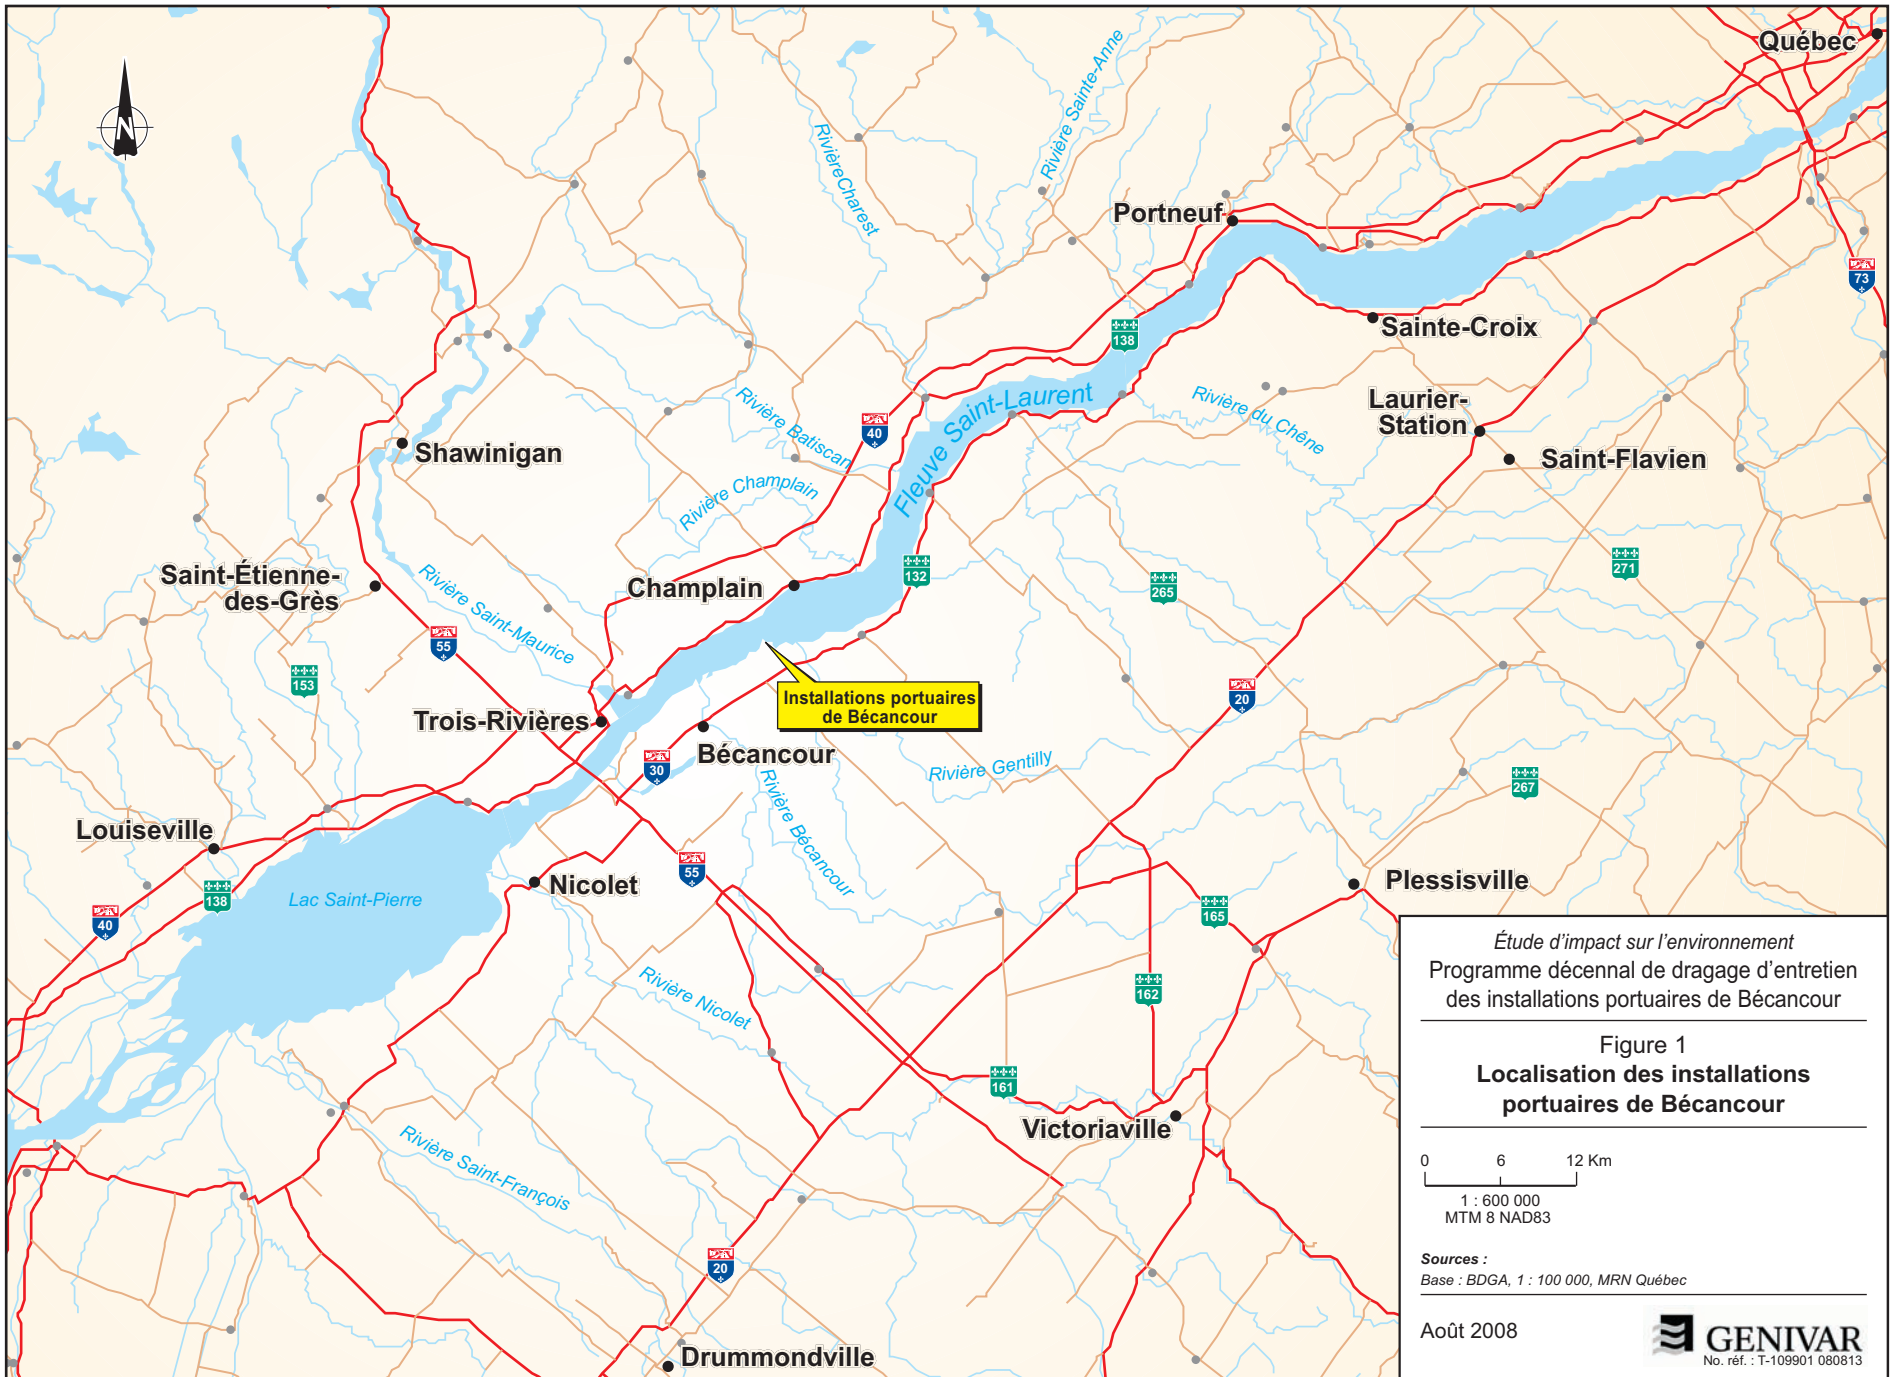 Québec
N
Rivière Sainte-Anne
RivièreCharest
Portneuf
73
Sainte-Croix
138
Fleuve Saint-Laurent
Rivière Batiscan
Rivière du Chêne
Laurier-
Station
40
Shawinigan
Saint-Flavien
Rivière Champlain
132
271
265
Saint-Étienne-
des-Grès
Rivière Saint-Maurice
Champlain
55
153
Installations portuaires
de Bécancour
20
Trois-Rivières
Bécancour
30
Rivière Gentilly
267
Rivière Bécancour
Louiseville
55
Nicolet
Plessisville
138
Lac Saint-Pierre
40
165
162
Rivière Nicolet
161
Victoriaville
Rivière Saint-François
20
Drummondville
Étude d'impact sur l'environnement
Programme décennal de dragage d'entretien
des installations portuaires de Bécancour
Figure 1
Localisation des installations
portuaires de Bécancour
0 6 12 Km
1 : 600 000
MTM 8 NAD83
Sources :
Base : BDGA, 1 : 100 000, MRN Québec
Août 2008
GENIVAR
No. réf. : T-109901 080813